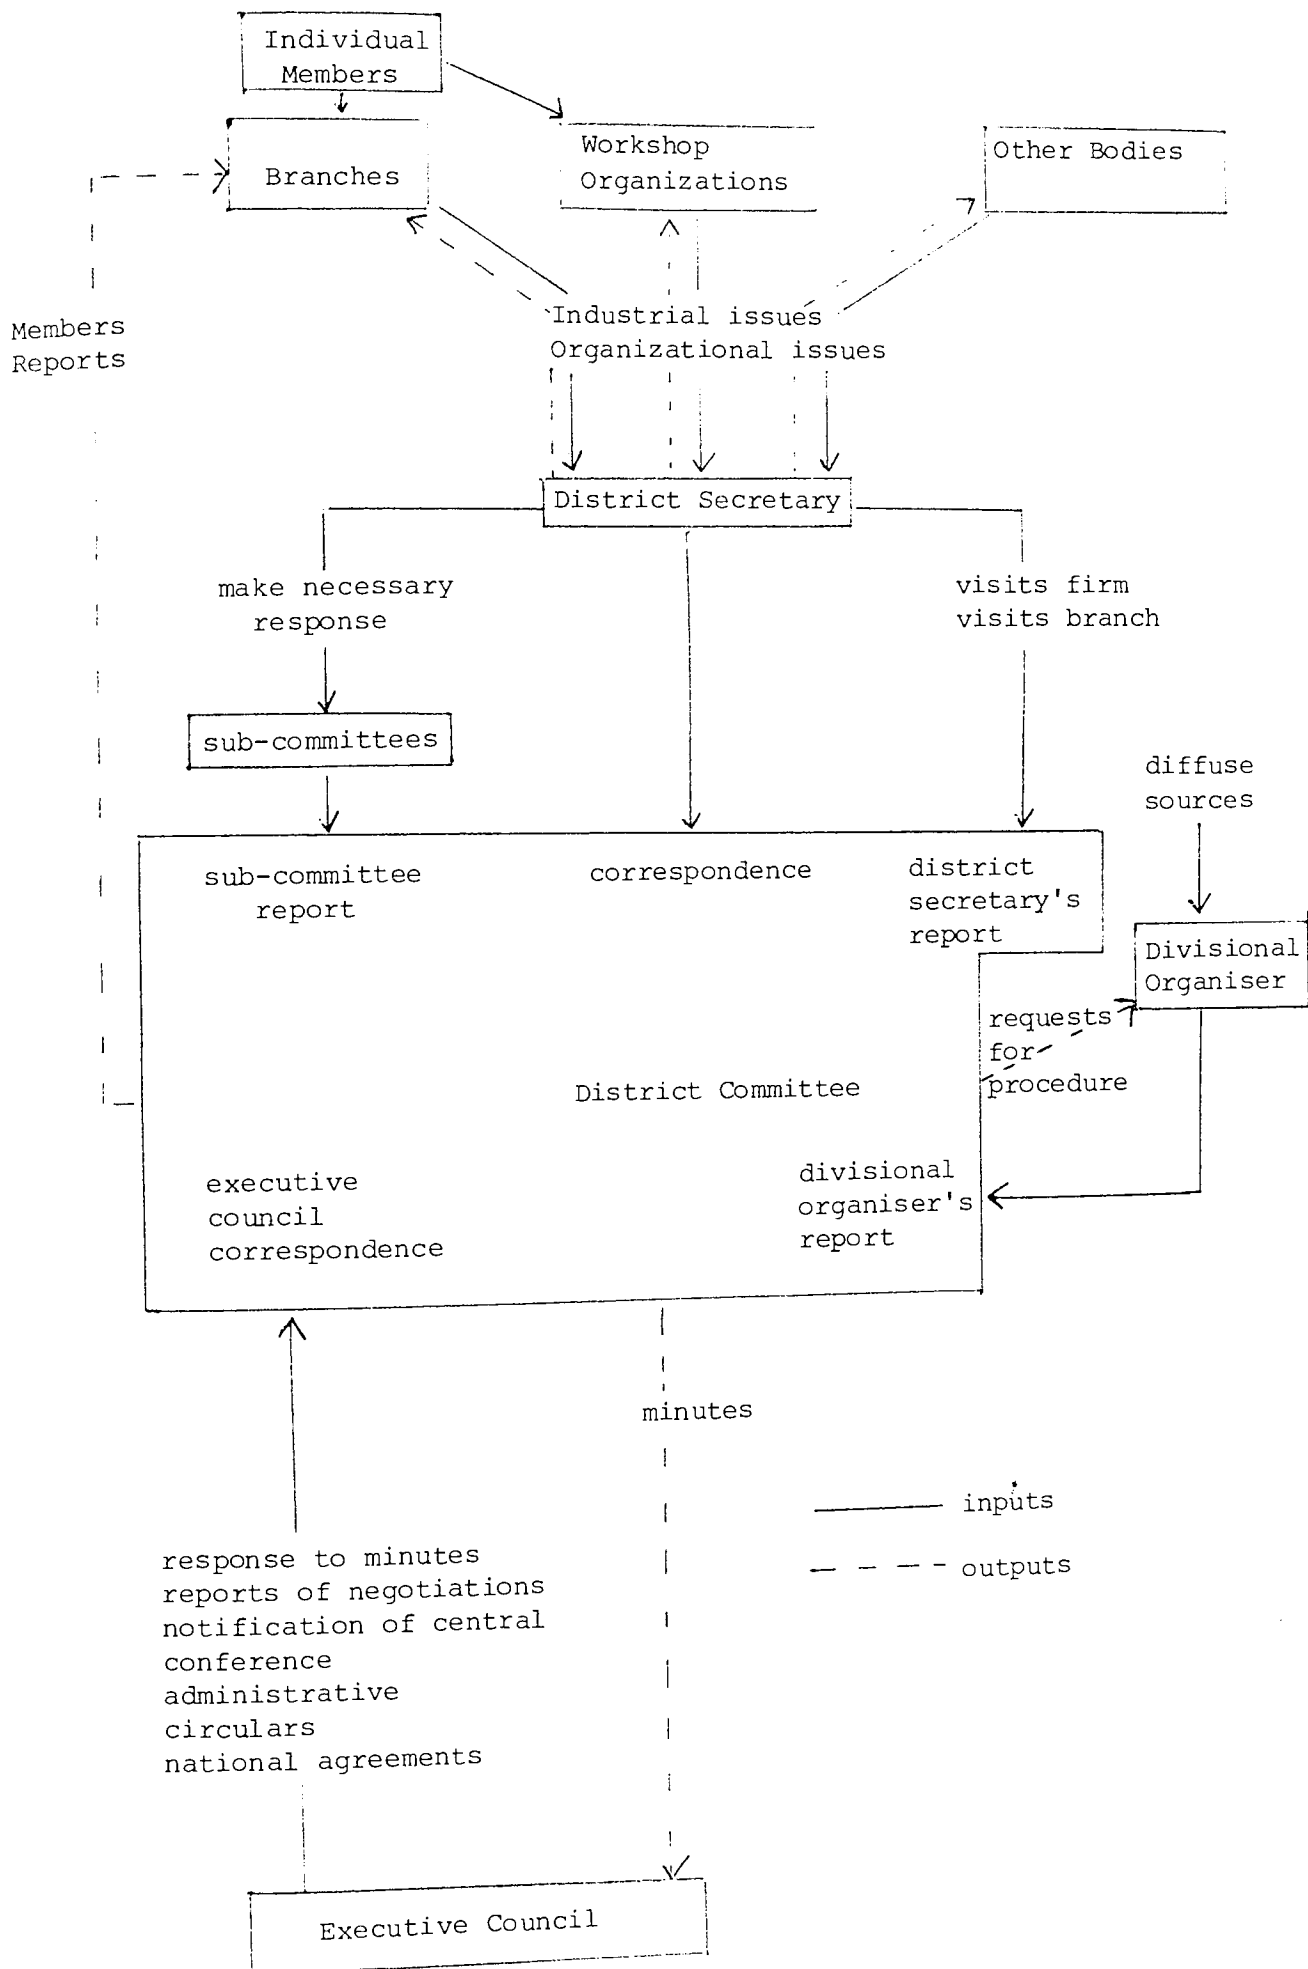 Individual
Members
Branches
Workshop
Organizations
Other Bodies
Members
Reports
Industrial issues
Organizational issues
District Secretary
make necessary
response
visits firm
visits branch
sub-committees
diffuse
sources
sub-committee
report
correspondence
district
secretary's
report
Divisional
Organiser
requests
for
procedure
District Committee
executive
council
correspondence
divisional
organiser's
report
minutes
inputs
outputs
response to minutes
reports of negotiations
notification of central
conference
administrative
circulars
national agreements
Executive Council